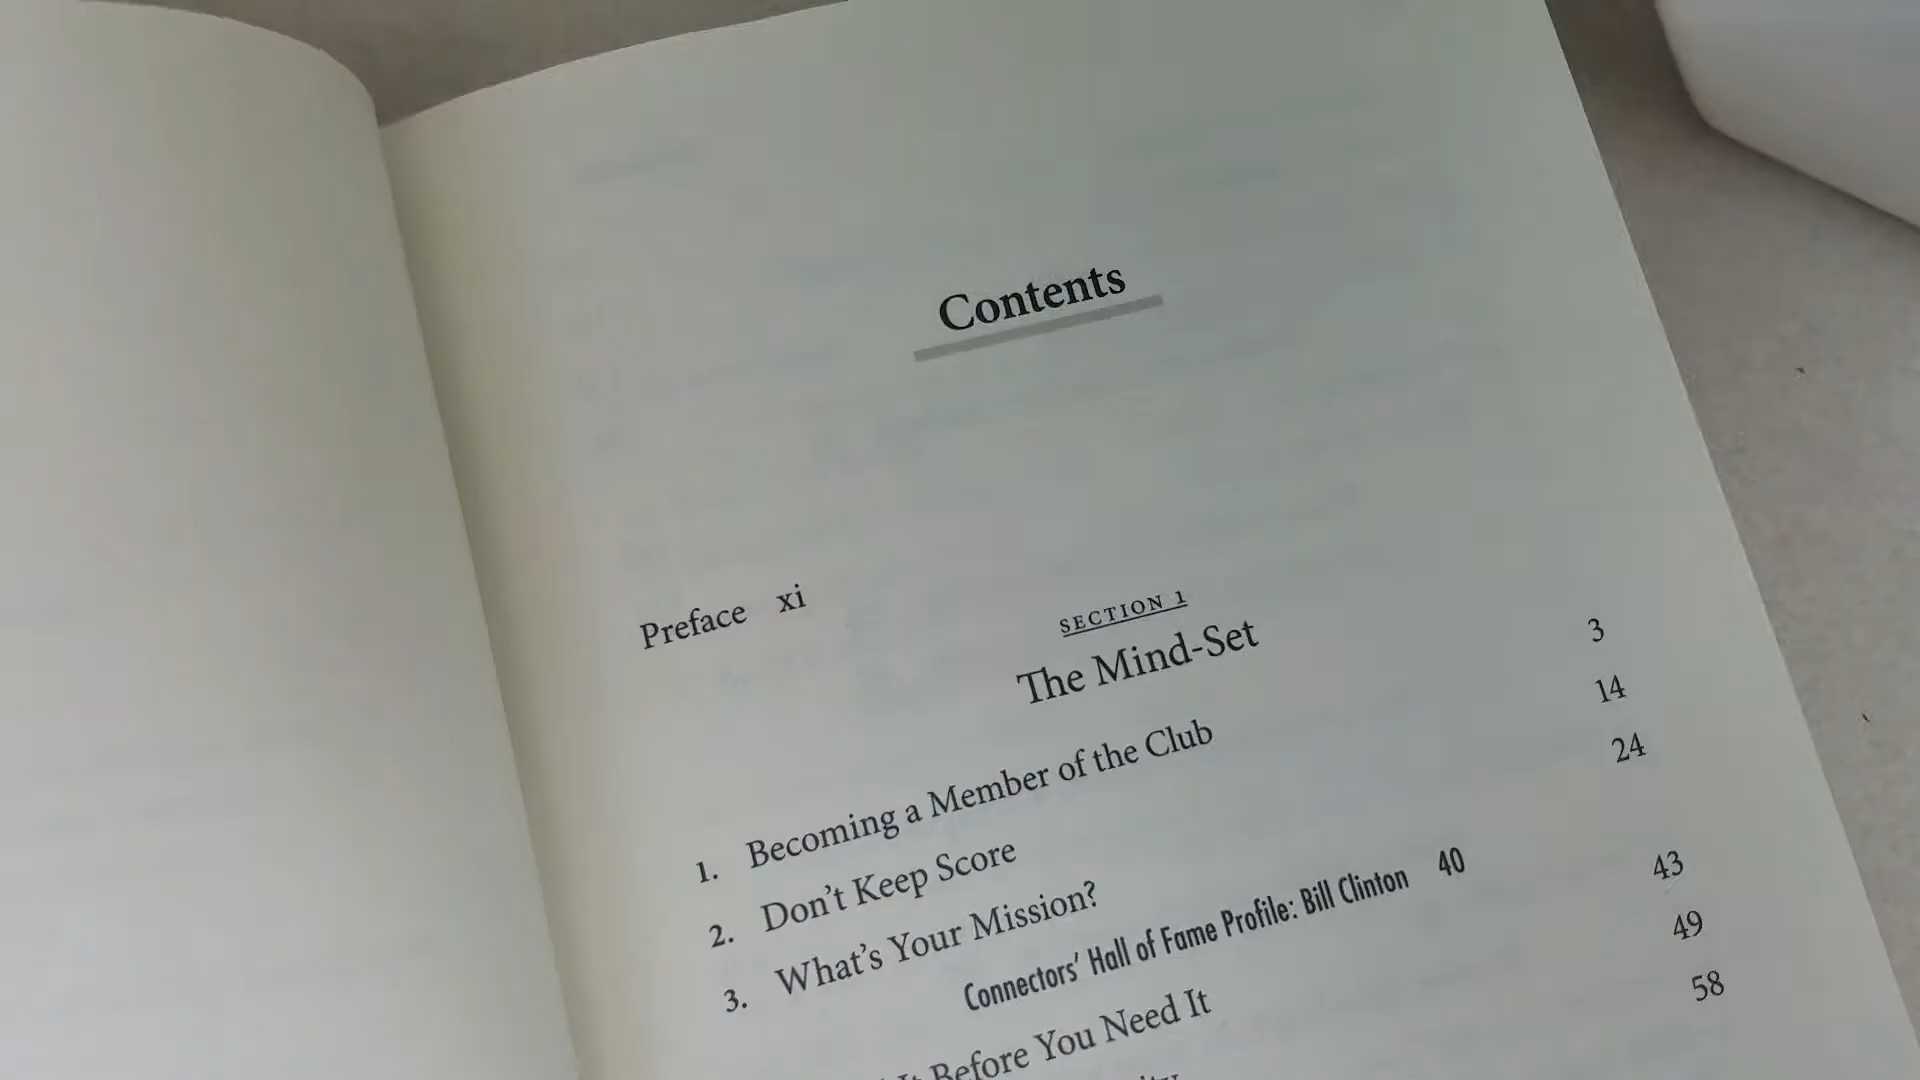 Contents
Preface xi
SECTION 1
The Mind-Set
1. Becoming a Member of the Club 3
2. Don't Keep Score 14
3. What's Your Mission? 24
Connectors' Hall of Fame Profile: Bill Clinton 40
It Before You Need It 43
49
58